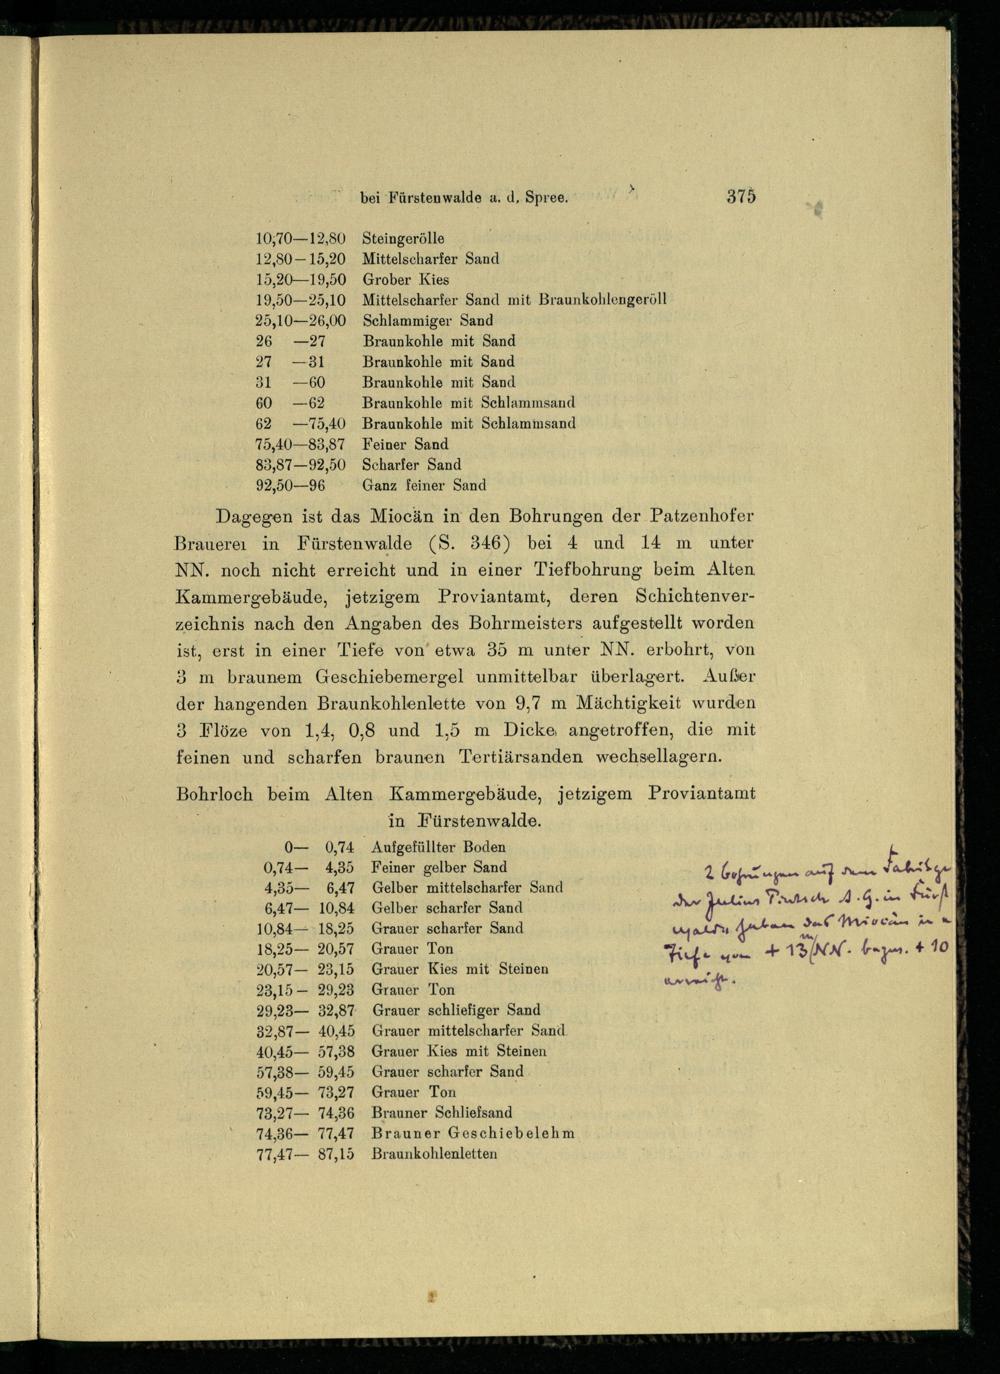 bei Fürstenwalde a. d. Spree. 375
10,70—12,80 Steingerölle
12,80—15,20 Mittelscharfer Sand
15,20—19,50 Grober Kies
19,50—25,10 Mittelscharfer Sand mit Braunkohlengeröll
25,10—26,00 Schlammiger Sand
26 —27 Braunkohle mit Sand
27 —31 Braunkohle mit Sand
31 —60 Braunkohle mit Sand
60 —62 Braunkohle mit Schlammsand
62 —75,40 Braunkohle mit Schlammsand
75,40—83,87 Feiner Sand
83,87—92,50 Scharfer Sand
92,50—96 Ganz feiner Sand
Dagegen ist das Miocän in den Bohrungen der Patzenhofer
Brauerei in Fürstenwalde (S. 346) bei 4 und 14 m unter
NN. noch nicht erreicht und in einer Tiefbohrung beim Alten
Kammergebäude, jetzigem Proviantamt, deren Schichtenver-
zeichnis nach den Angaben des Bohrmeisters aufgestellt worden
ist, erst in einer Tiefe von etwa 35 m unter NN. erbohrt, von
3 m braunem Geschiebemergel unmittelbar überlagert. Außer
der hangenden Braunkohlenlette von 9,7 m Mächtigkeit wurden
3 Flöze von 1,4, 0,8 und 1,5 m Dicke angetroffen, die mit
feinen und scharfen braunen Tertiärsanden wechsellagern.
Bohrloch beim Alten Kammergebäude, jetzigem Proviantamt
in Fürstenwalde.
0— 0,74 Aufgefüllter Boden
0,74— 4,35 Feiner gelber Sand
4,35— 6,47 Gelber mittelscharfer Sand
6,47— 10,84 Gelber scharfer Sand
10,84— 18,25 Grauer scharfer Sand
18,25— 20,57 Grauer Ton
20,57— 23,15 Grauer Kies mit Steinen
23,15— 29,23 Grauer Ton
29,23— 32,87 Grauer schliefiger Sand
32,87— 40,45 Grauer mittelscharfer Sand
40,45— 57,38 Grauer Kies mit Steinen
57,38— 59,45 Grauer scharfer Sand
59,45— 73,27 Grauer Ton
73,27— 74,36 Brauner Schliefsand
74,36— 77,47 Brauner Geschiebelehm
77,47— 87,15 Braunkohlenletten
2 Bohrungen auf dem Fabrikge
der Julius Pintsch A.G. in Fürst
walde haben das Miocän in
Tiefe von + 13 m NN. bezw. + 10
erreicht.